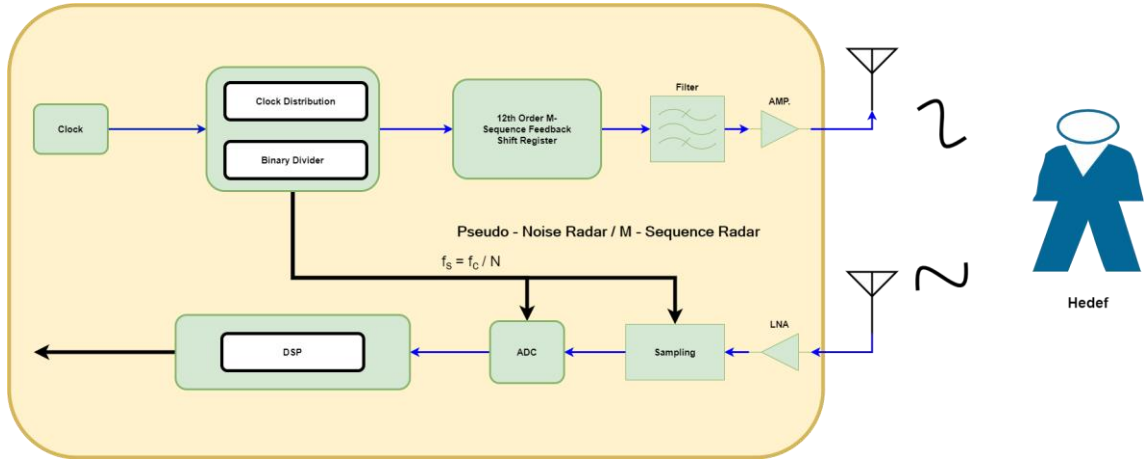 Clock Distribution
Binary Divider
Clock
12th Order M-
Sequence Feedback
Shift Register
Filter
AMP.
Pseudo - Noise Radar / M - Sequence Radar
fs = fc / N
Hedef
DSP
ADC
Sampling
LNA